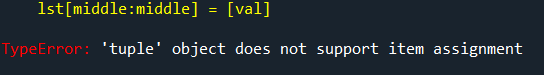 lst[middle:middle] = [val]
TypeError: 'tuple' object does not support item assignment